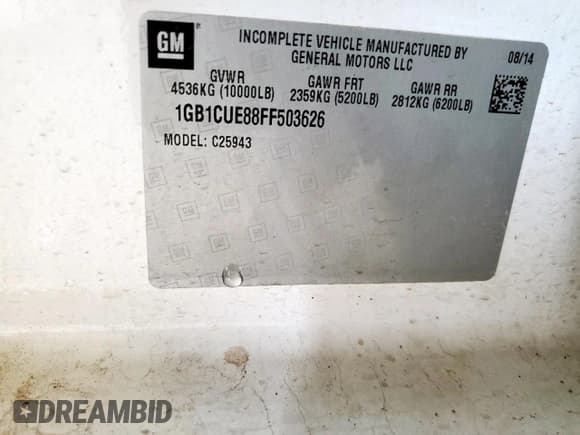 GM
INCOMPLETE VEHICLE MANUFACTURED BY
GENERAL MOTORS LLC
08/14
GVWR GAWR FRT GAWR RR
4536KG (10000LB) 2359KG (5200LB) 2812KG (6200LB)
1GB1CUE88FF503626
MODEL: C25943
DREAMBID